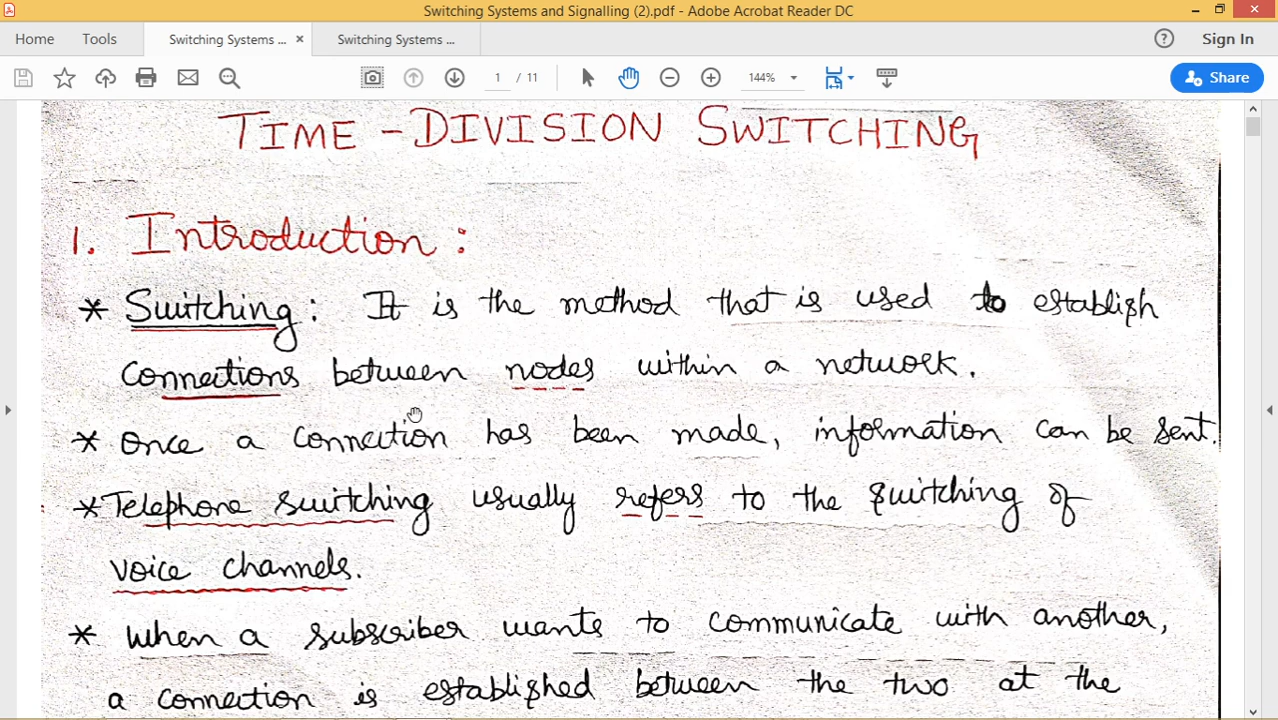 Switching Systems and Signalling (2).pdf - Adobe Acrobat Reader DC
Home Tools Switching Systems ... × Switching Systems ... ? Sign In
1 / 11 144% Share
TIME - DIVISION SWITCHING
1. Introduction :
* Switching : It is the method that is used to establish
Connections between nodes within a network.
* Once a connection has been made, information can be sent.
* Telephone switching usually refers to the switching of
voice channels.
* When a subscriber wants to communicate with another,
a connection is established between the two at the